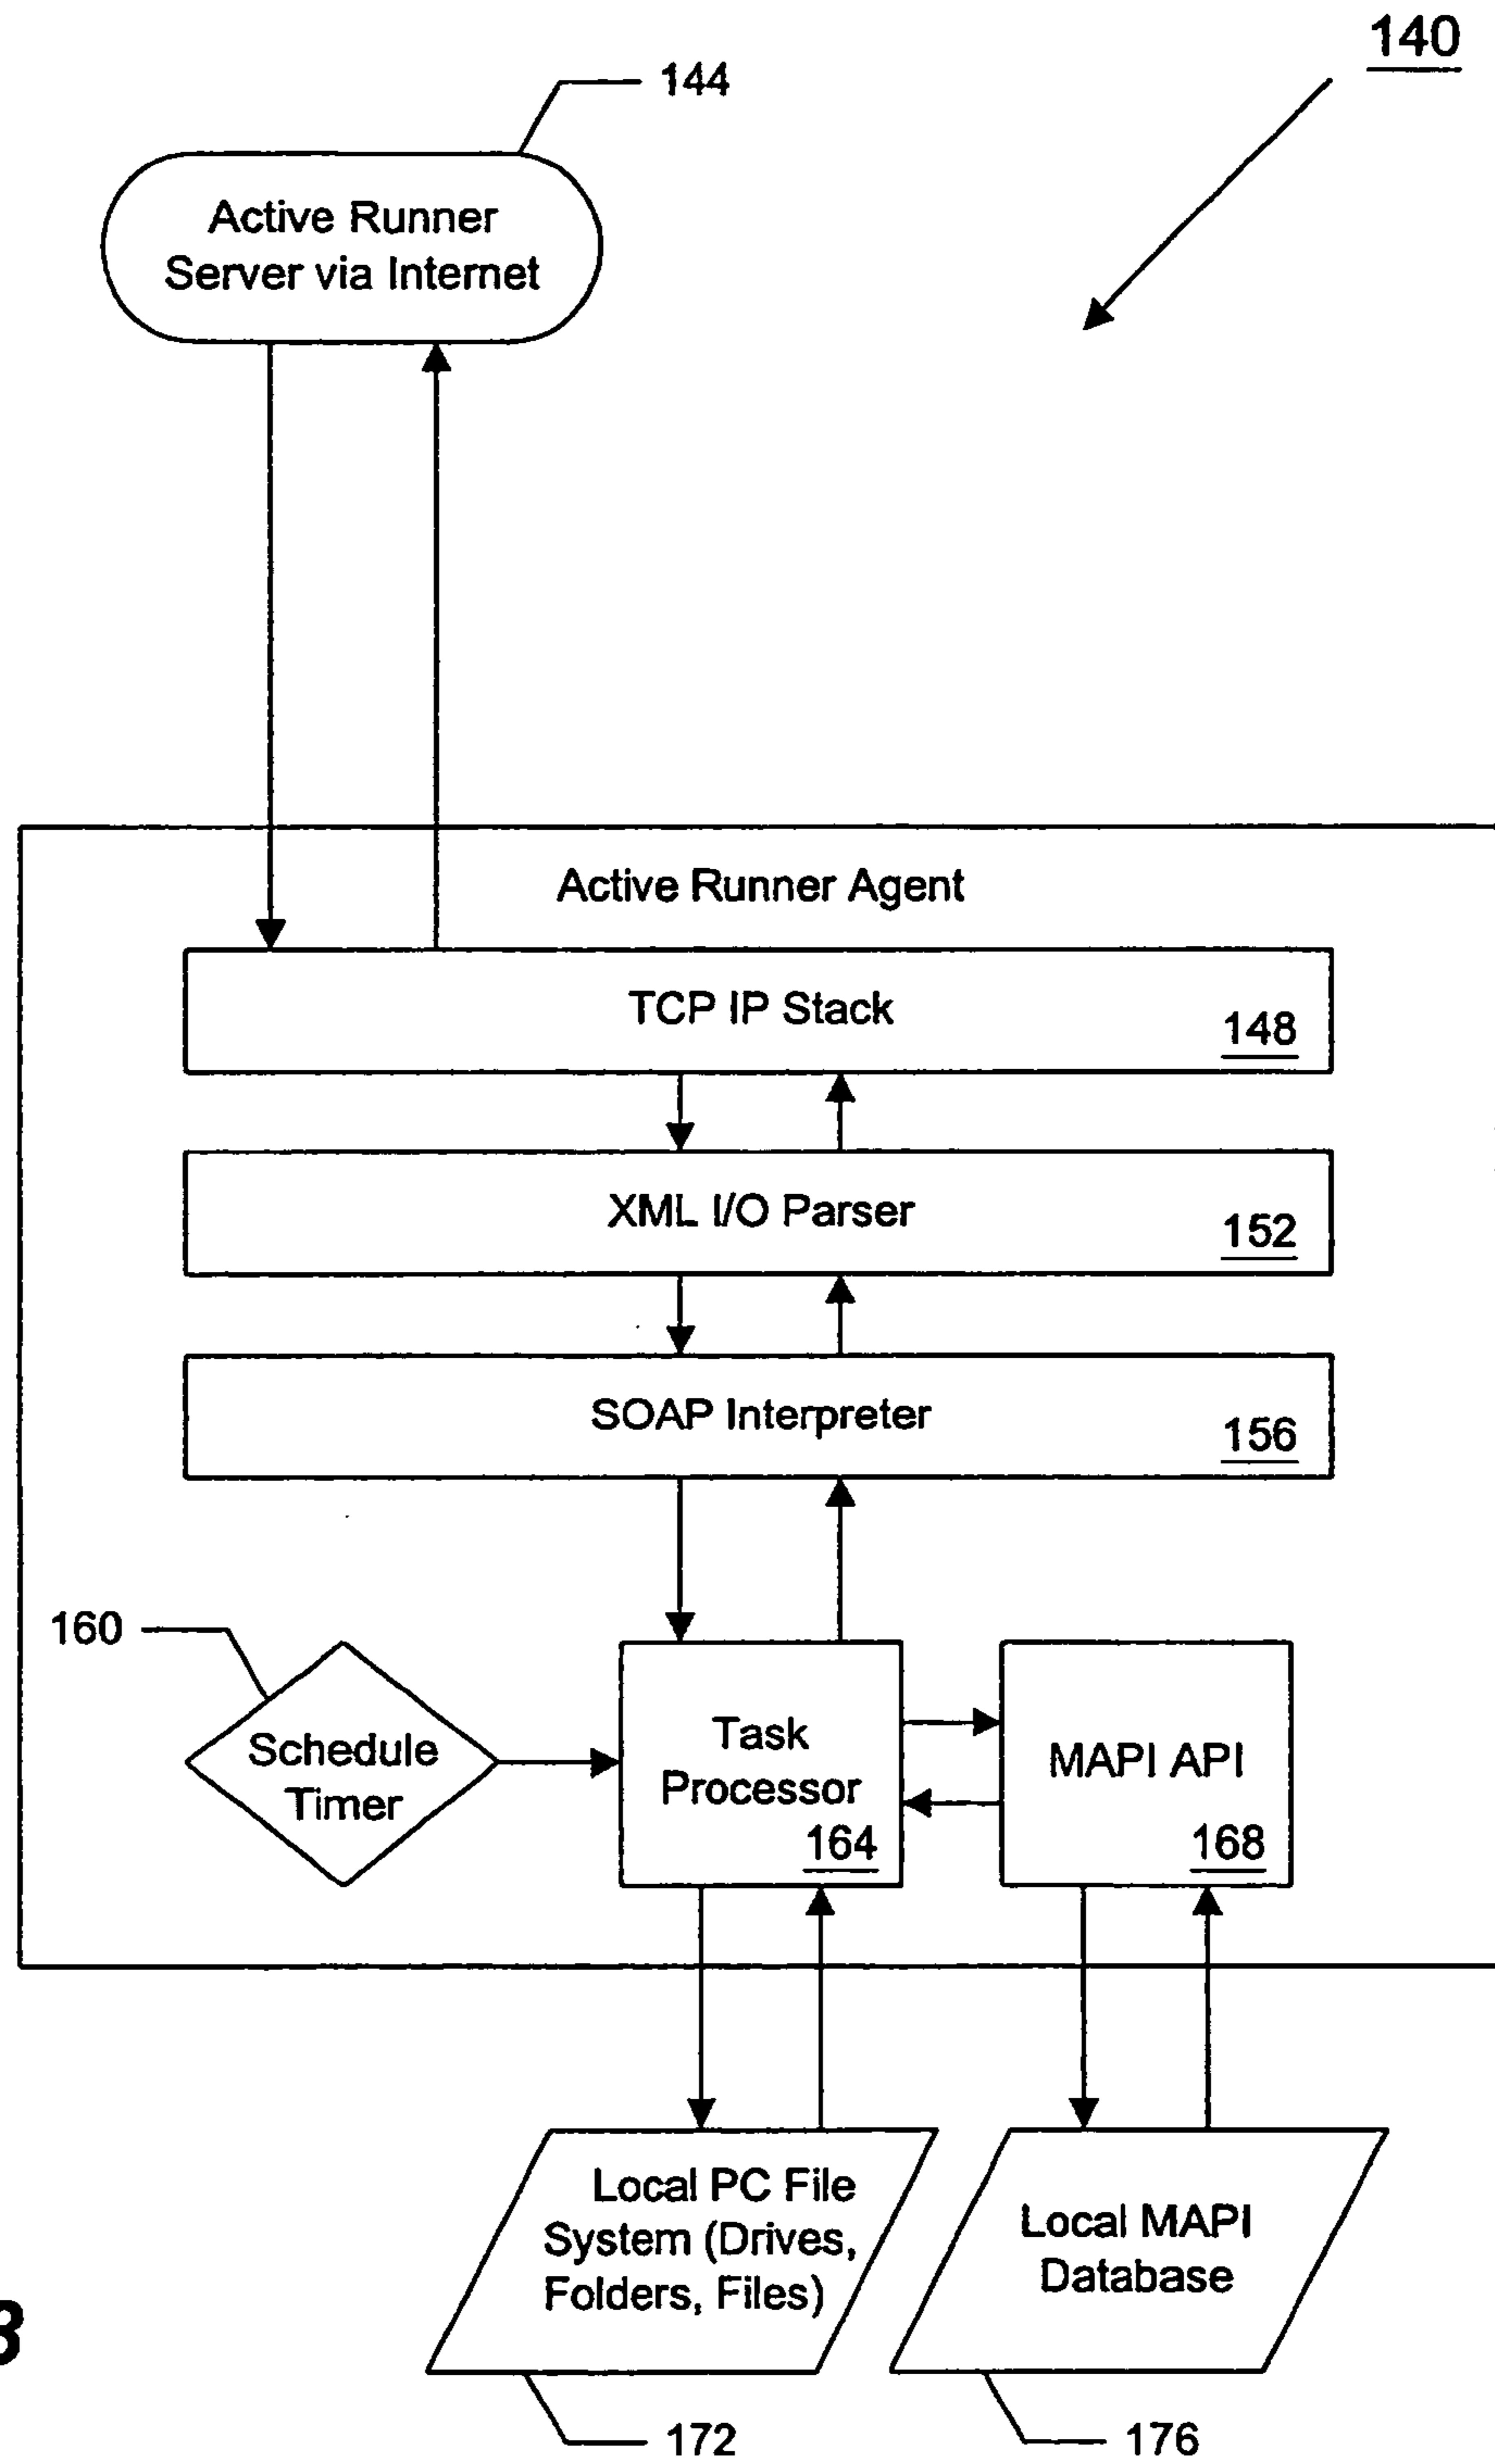 140
144
Active Runner
Server via Internet
Active Runner Agent
TCP IP Stack
148
XML I/O Parser
152
SOAP Interpreter
156
160
Schedule
Timer
Task
Processor
164
MAPI API
168
Local PC File
System (Drives,
Folders, Files)
Local MAPI
Database
172
176